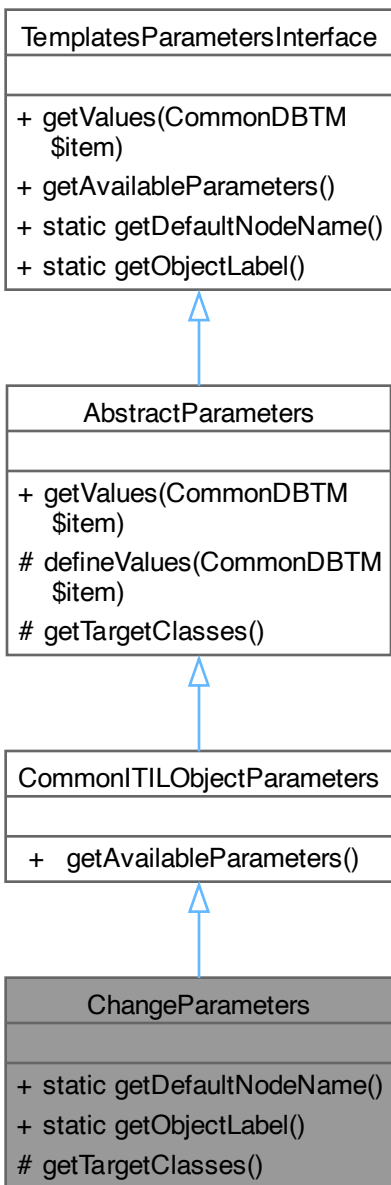 TemplatesParametersInterface
+ getValues(CommonDBTM
$item)
+ getAvailableParameters()
+ static getDefaultNodeName()
+ static getObjectLabel()
AbstractParameters
+ getValues(CommonDBTM
$item)
# defineValues(CommonDBTM
$item)
# getTargetClasses()
CommonITILObjectParameters
+ getAvailableParameters()
ChangeParameters
+ static getDefaultNodeName()
+ static getObjectLabel()
# getTargetClasses()